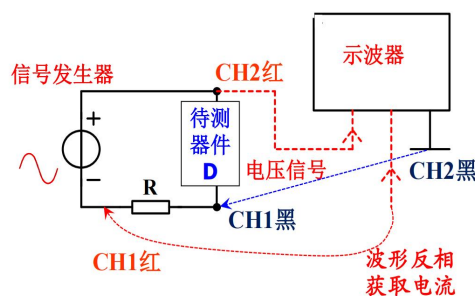 信号发生器
CH2红
示波器
+
待测
器件
D
电压信号
CH2黑
−
R
CH1黑
CH1红
波形反相
获取电流